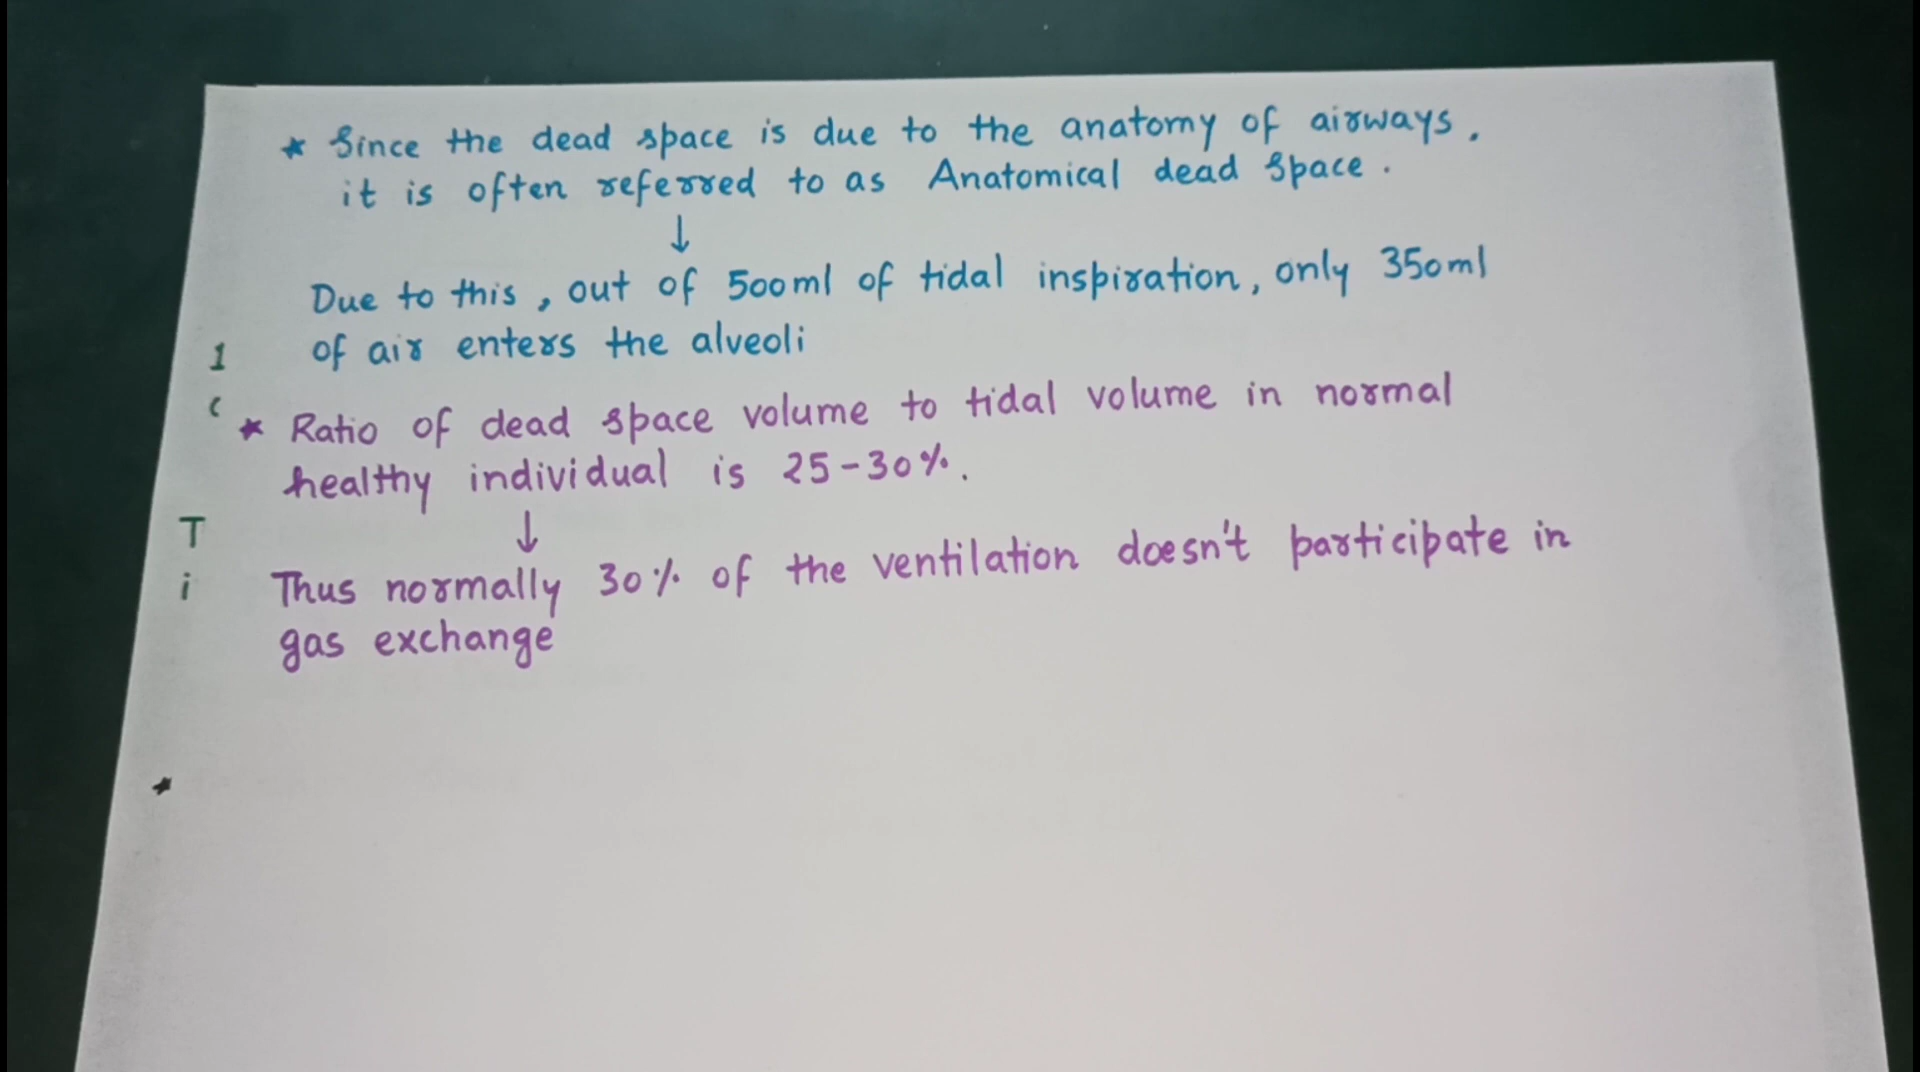 * Since the dead space is due to the anatomy of airways.
it is often referred to as Anatomical dead space.
↓
Due to this, out of 500ml of tidal inspiration, only 350ml
of air enters the alveoli
1
(
* Ratio of dead space volume to tidal volume in normal
healthy individual is 25-30%.
↓
T
Thus normally 30% of the ventilation doesn't participate in
i
gas exchange
*